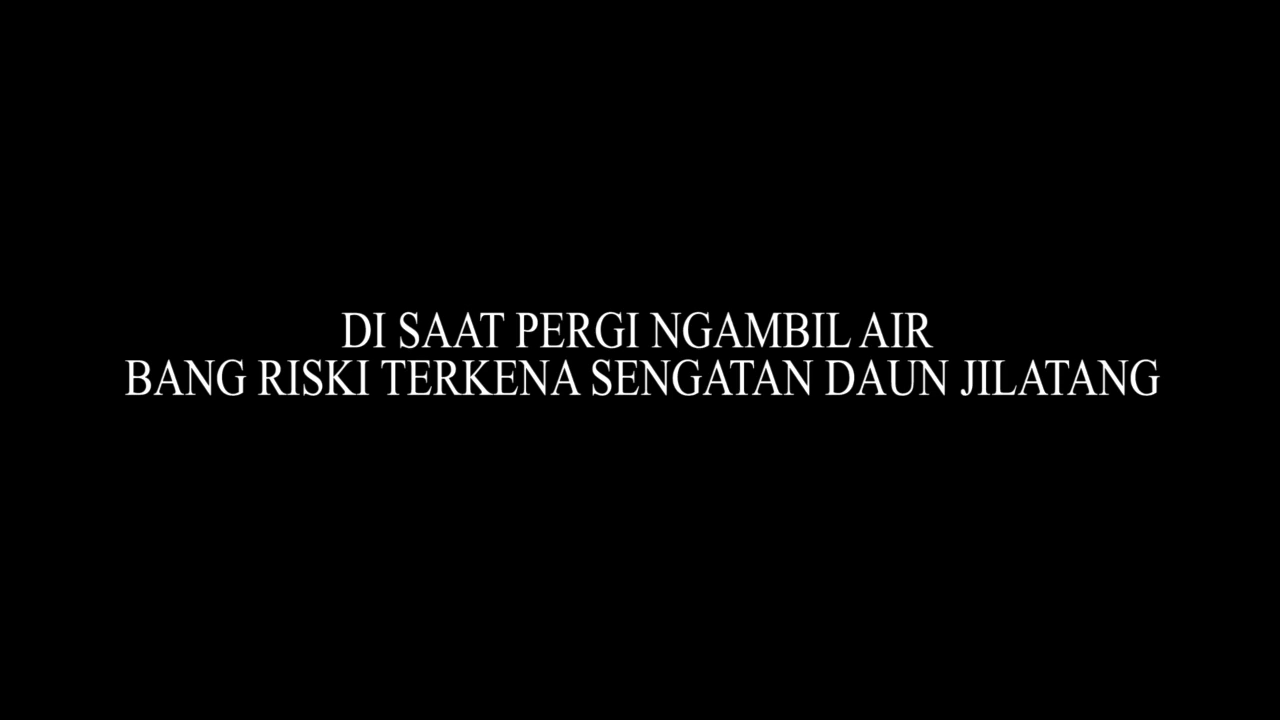 DI SAAT PERGI NGAMBIL AIR
BANG RISKI TERKENA SENGATAN DAUN JILATANG